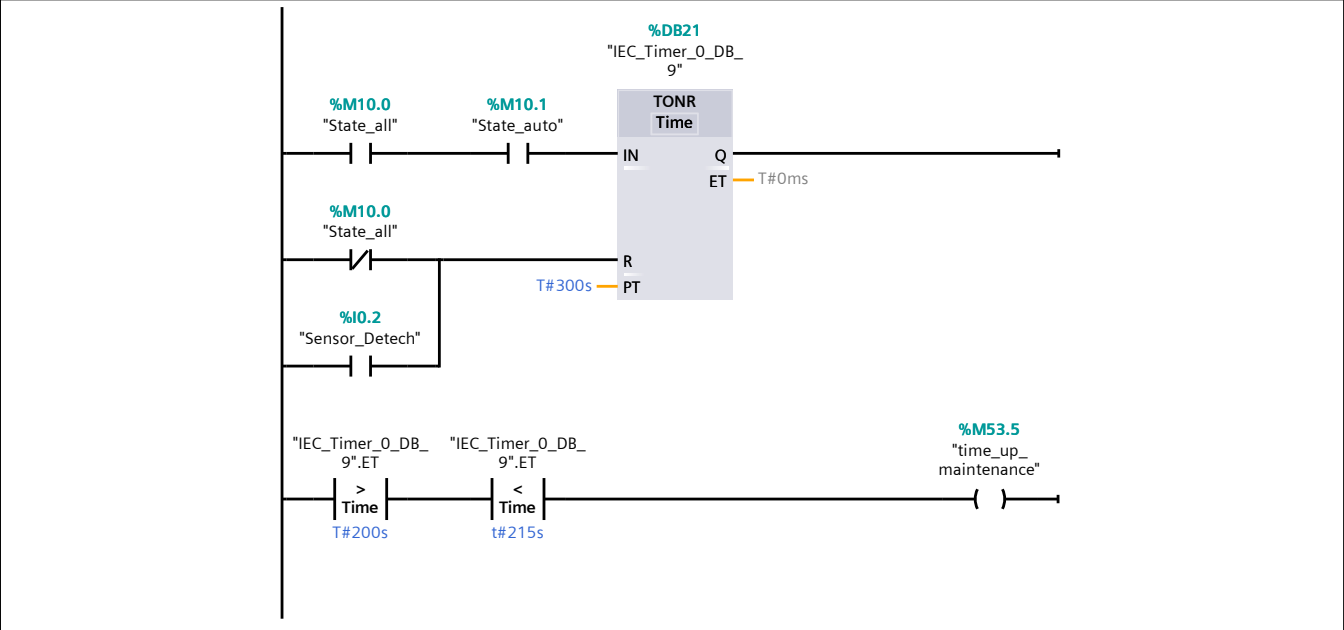 %DB21
"IEC_Timer_0_DB_
9"
TONR
Time
%M10.0
"State_all"
%M10.1
"State_auto"
IN
Q
ET
T#0ms
%M10.0
"State_all"
R
T#300s
PT
%I0.2
"Sensor_Detech"
"IEC_Timer_0_DB_
9".ET
>
Time
T#200s
"IEC_Timer_0_DB_
9".ET
<
Time
t#215s
%M53.5
"time_up_
maintenance"